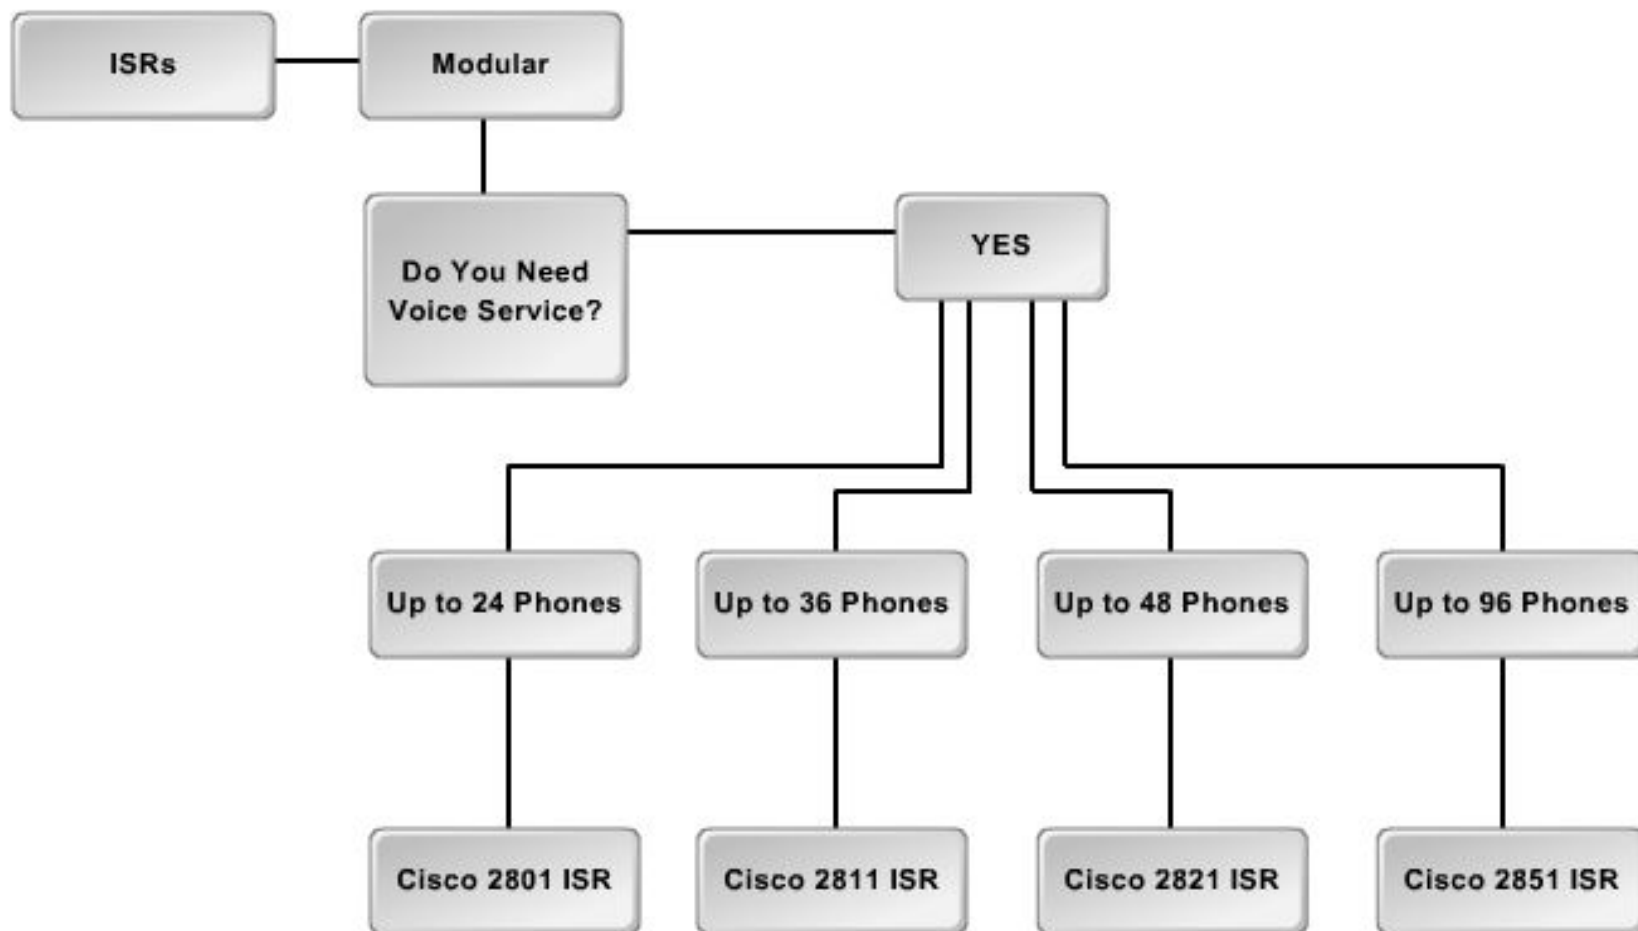 ISRs
Modular
Do You Need
Voice Service?
YES
Up to 24 Phones
Up to 36 Phones
Up to 48 Phones
Up to 96 Phones
Cisco 2801 ISR
Cisco 2811 ISR
Cisco 2821 ISR
Cisco 2851 ISR